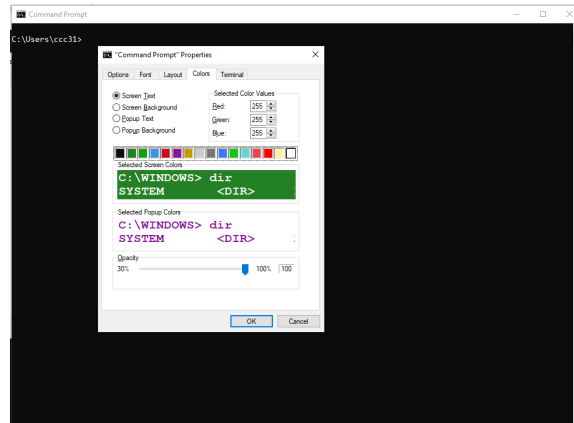 Command Prompt
C:\Users\ccc31>
"Command Prompt" Properties
Options Font Layout Colors Terminal
Screen Text
Screen Background
Popup Text
Popup Background
Selected Color Values
Red: 255
Green: 255
Blue: 255
Selected Screen Colors
C:\WINDOWS> dir
SYSTEM <DIR>
Selected Popup Colors
C:\WINDOWS> dir
SYSTEM <DIR>
Opacity
30% 100% 100
OK Cancel